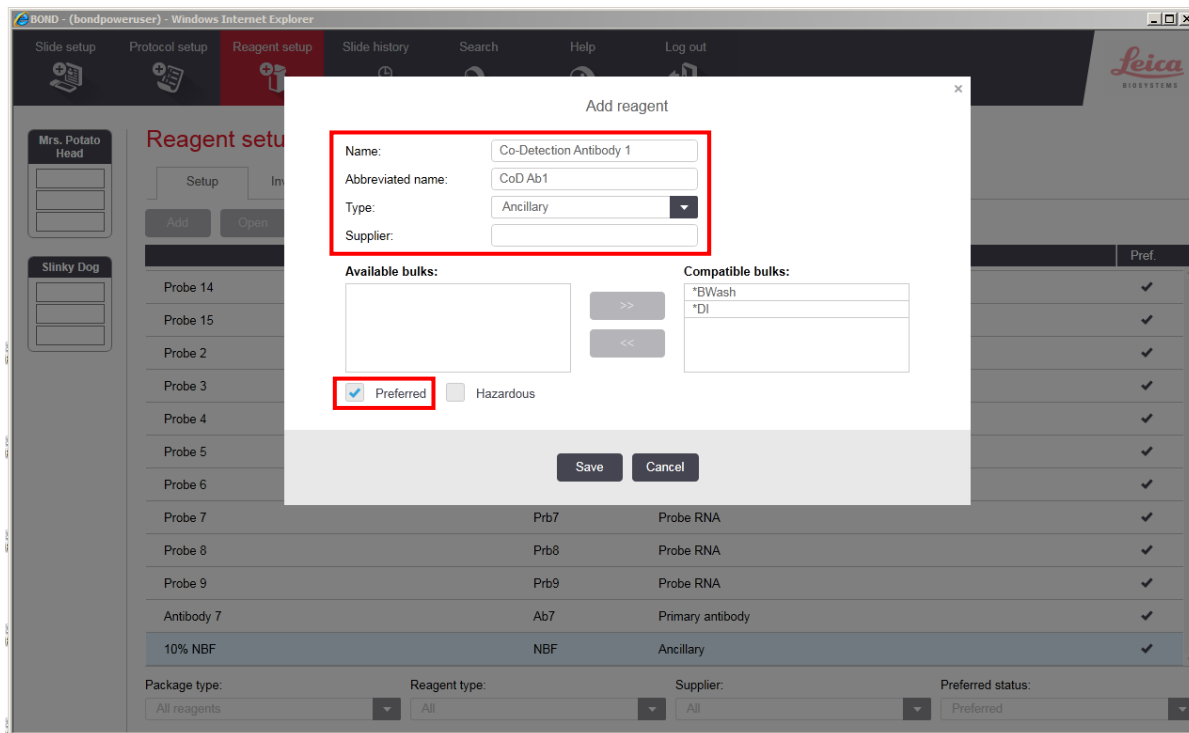 BOND - (bondpoweruser) - Windows Internet Explorer
Slide setup Protocol setup Reagent setup Slide history Search Help Log out
Leica
BIOSYSTEMS
Add reagent
Mrs. Potato
Head
Reagent setu
Name: Co-Detection Antibody 1
Abbreviated name: CoD Ab1
Setup In
Type: Ancillary
Add Open
Supplier:
Pref.
Slinky Dog
Available bulks: Compatible bulks:
Probe 14
*BWash
>>
*DI
Probe 15
<<
Probe 2
Probe 3
Preferred Hazardous
Probe 4
Probe 5
Save Cancel
Probe 6
Probe 7 Prb7 Probe RNA
Probe 8 Prb8 Probe RNA
Probe 9 Prb9 Probe RNA
Antibody 7 Ab7 Primary antibody
10% NBF NBF Ancillary
Package type: Reagent type: Supplier: Preferred status:
All reagents All All Preferred